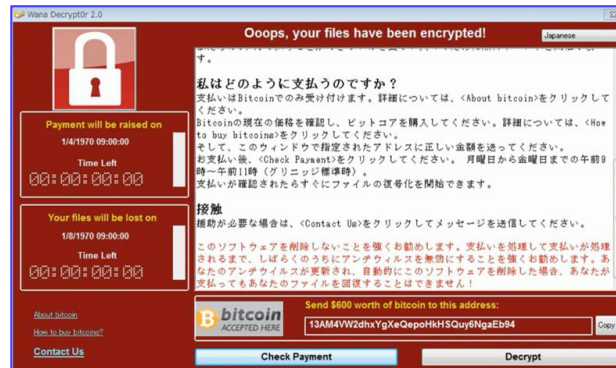 Wana Decrypt0r 2.0
Ooops, your files have been encrypted!
Japanese
す。
私はどのように支払うのですか？
支払いはBitcoinでのみ受け付けます。詳細については、<About bitcoin>をクリックして
ください。
Bitcoinの現在の価格を確認し、ビットコアを購入してください。詳細については、<How
to buy bitcoins>をクリックしてください。
そして、このウィンドウで指定されたアドレスに正しい金額を送ってください。
お支払い後、<Check Payment>をクリックしてください。 月曜日から金曜日までの午前9
時～午前11時（グリニッジ標準時）。
支払いが確認されたらすぐにファイルの復号化を開始できます。
接触
援助が必要な場合は、<Contact Us>をクリックしてメッセージを送信してください。
このソフトウェアを削除しないことを強くお勧めします。支払いを処理して支払いが処理
されるまで、しばらくのうちにアンチウィルスを無効にすることを強くお勧めします。あ
なたのアンチウイルスが更新され、自動的にこのソフトウェアを削除した場合、あなたが
支払ってもあなたのファイルを回復することはできません！
Payment will be raised on
1/4/1970 09:00:00
Time Left
00:00:00:00
Your files will be lost on
1/8/1970 09:00:00
Time Left
00:00:00:00
About bitcoin
How to buy bitcoins?
Contact Us
bitcoin
ACCEPTED HERE
Send $600 worth of bitcoin to this address:
13AM4VW2dhxYgXeQepoHkHSQuy6NgaEb94
Copy
Check Payment
Decrypt